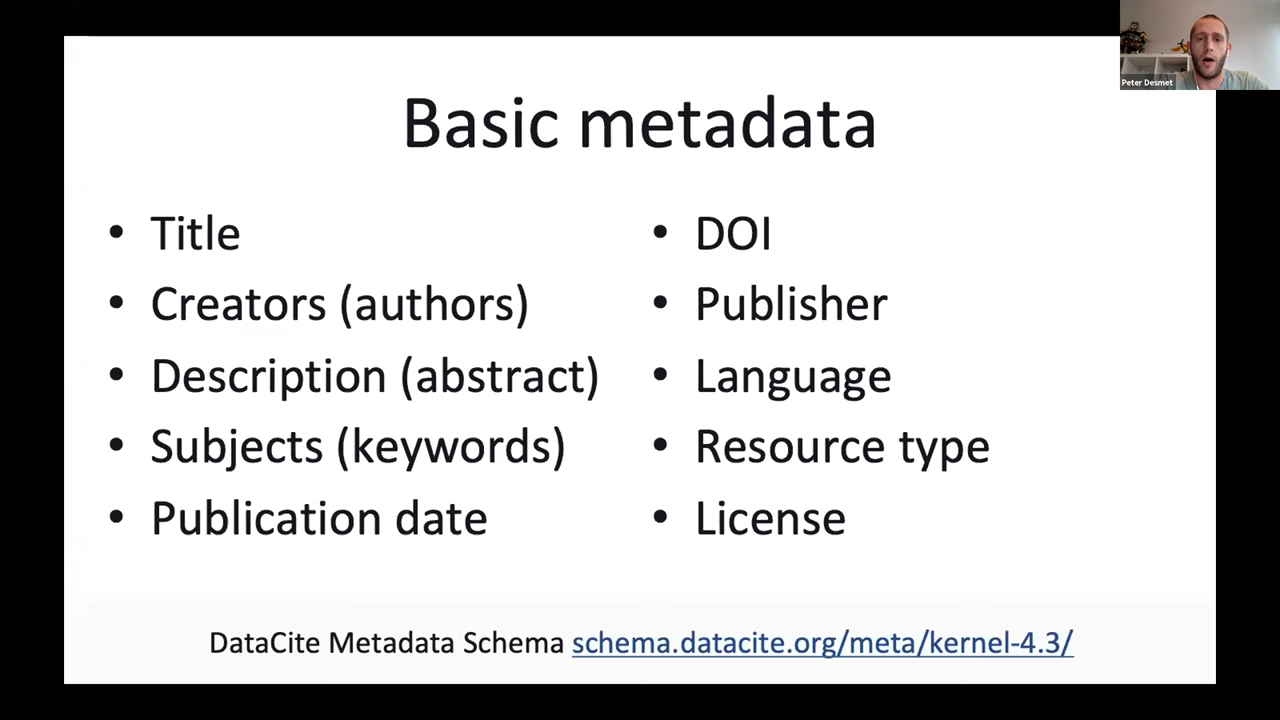 Peter Desmet
Basic metadata
• Title
• Creators (authors)
• Description (abstract)
• Subjects (keywords)
• Publication date
• DOI
• Publisher
• Language
• Resource type
• License
DataCite Metadata Schema schema.datacite.org/meta/kernel-4.3/